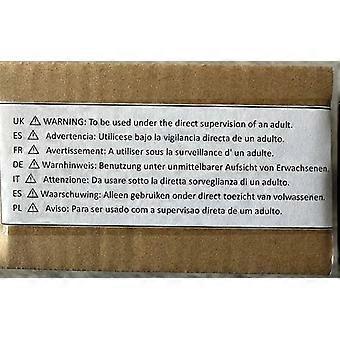 UK ⚠ WARNING: To be used under the direct supervision of an adult.
ES ⚠ Advertencia: Utilícese bajo la vigilancia directa de un adulto.
FR ⚠ Avertissement: A utiliser sous la surveillance d' un adulte.
DE ⚠ Warnhinweis: Benutzung unter unmittelbarer Aufsicht von Erwachsenen.
IT ⚠ Attenzione: Da usare sotto la diretta sorveglianza di un adulto.
ES ⚠ Waarschuwing: Alleen gebruiken onder direct toezicht van volwassenen.
PL ⚠ Aviso: Para ser usado com a supervisao direta de um adulto.